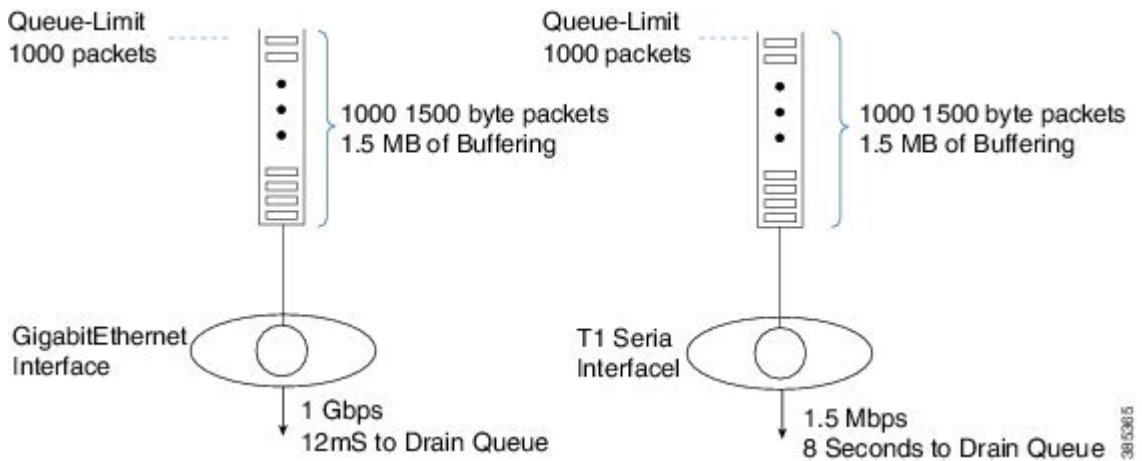 Queue-Limit
1000 packets
1000 1500 byte packets
1.5 MB of Buffering
GigabitEthernet
Interface
1 Gbps
12mS to Drain Queue
Queue-Limit
1000 packets
1000 1500 byte packets
1.5 MB of Buffering
T1 Seria
Interfacel
1.5 Mbps
8 Seconds to Drain Queue
385365